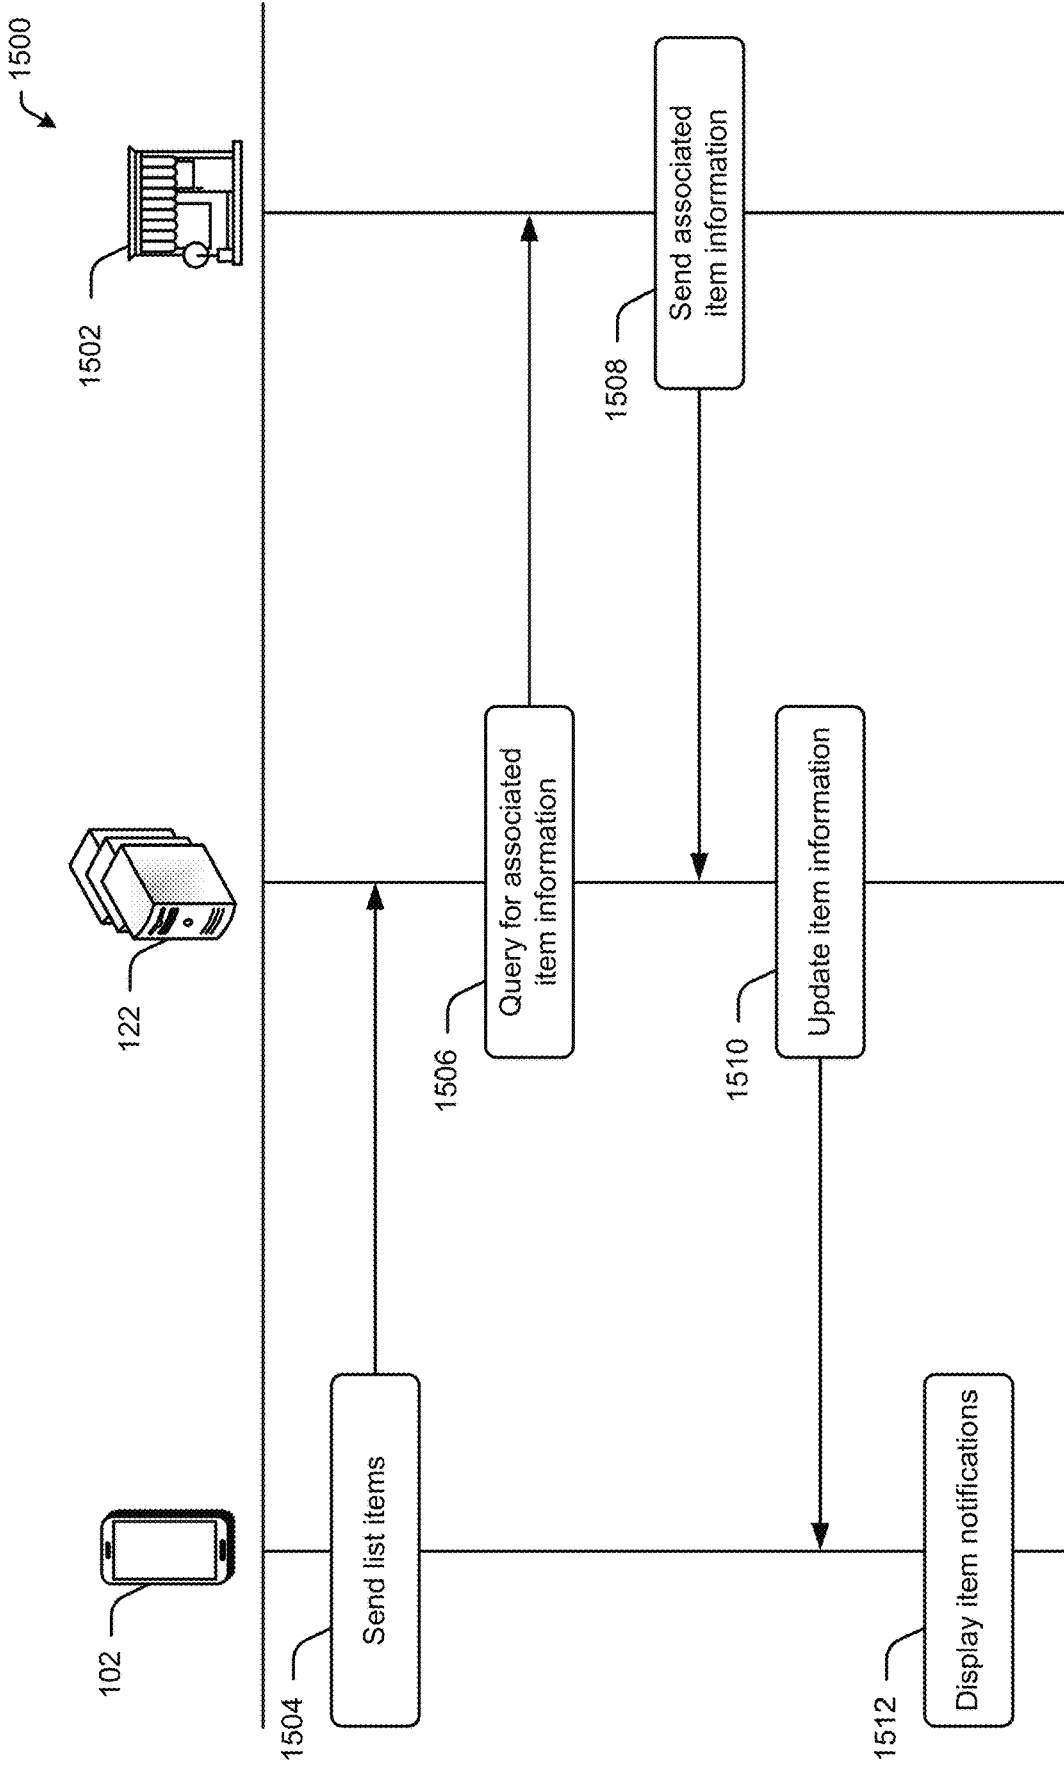 1500
102
122
1502
1504
Send list items
1506
Query for associated
item information
1508
Send associated
item information
1510
Update item information
1512
Display item notifications